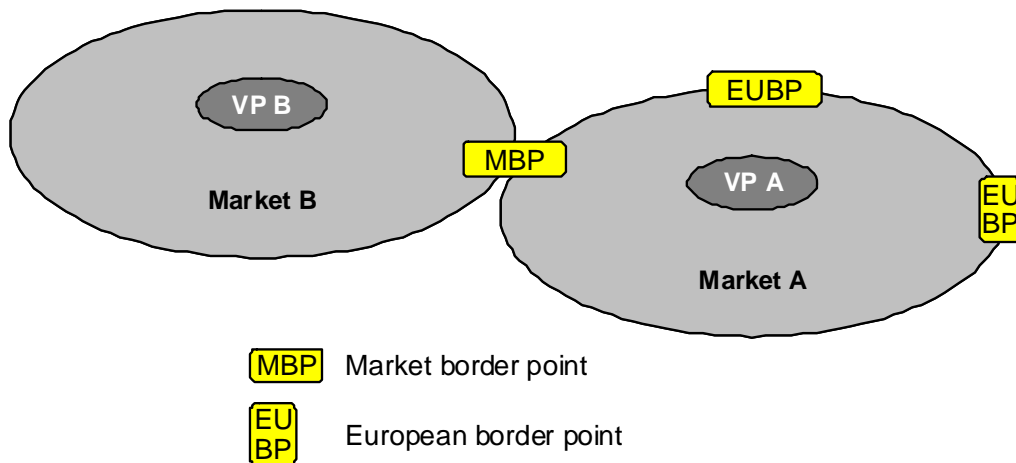 VP B
EUBP
MBP
VP A
Market B
EU
BP
Market A
MBP Market border point
EU
BP
European border point